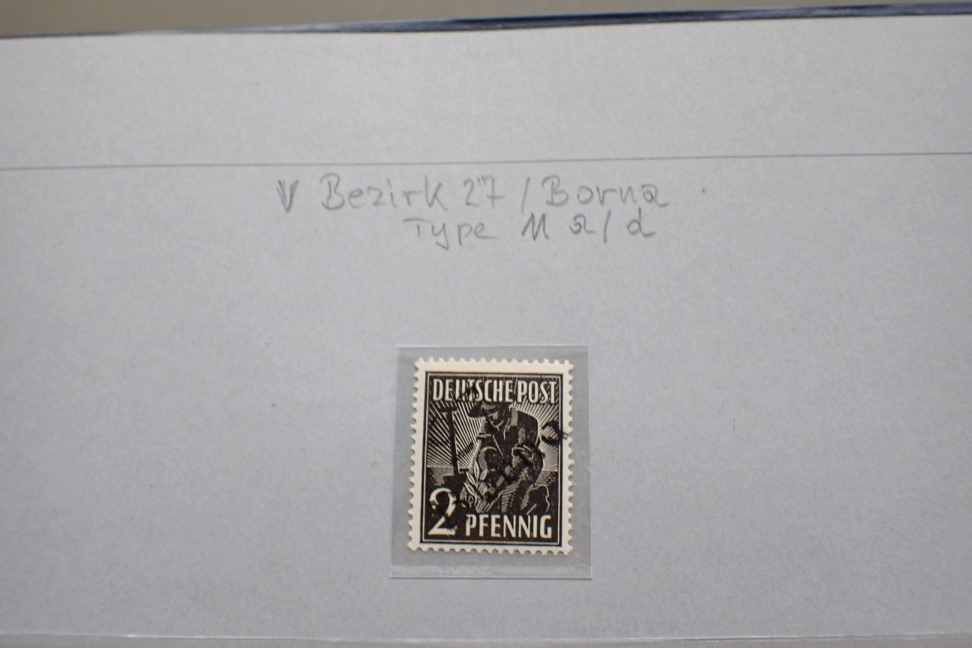 V Bezirk 27 / Borna
Type 11 a/d
DEUTSCHE POST
2 PFENNIG